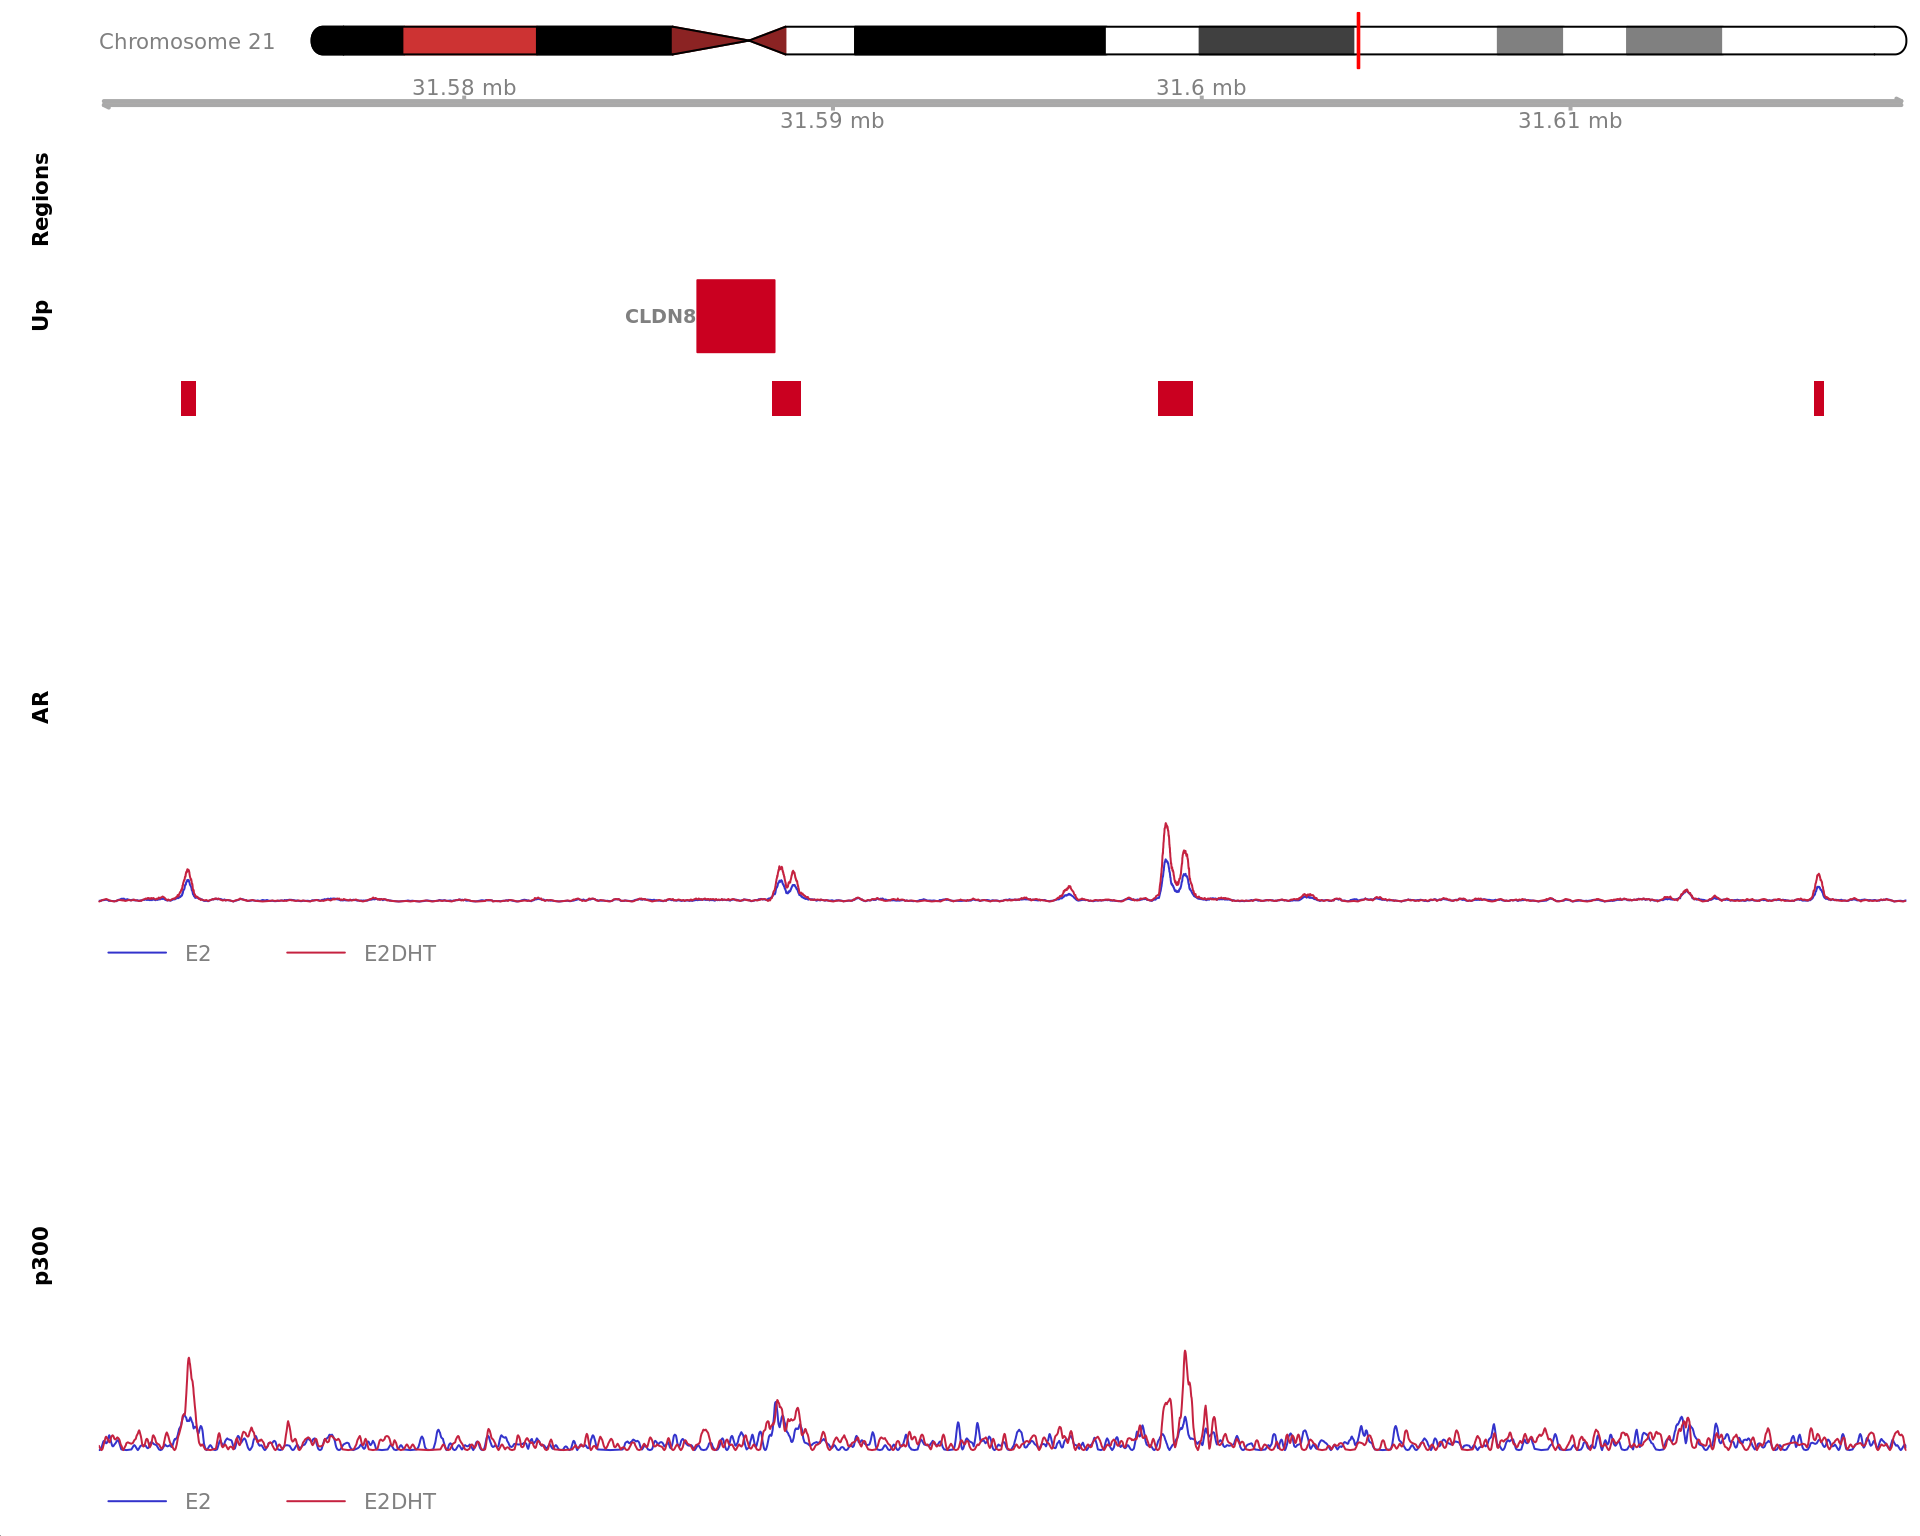 Chromosome 21
31.58 mb
31.6 mb
31.59 mb
31.61 mb
Regions
Up
CLDN8
AR
E2
E2DHT
p300
E2
E2DHT